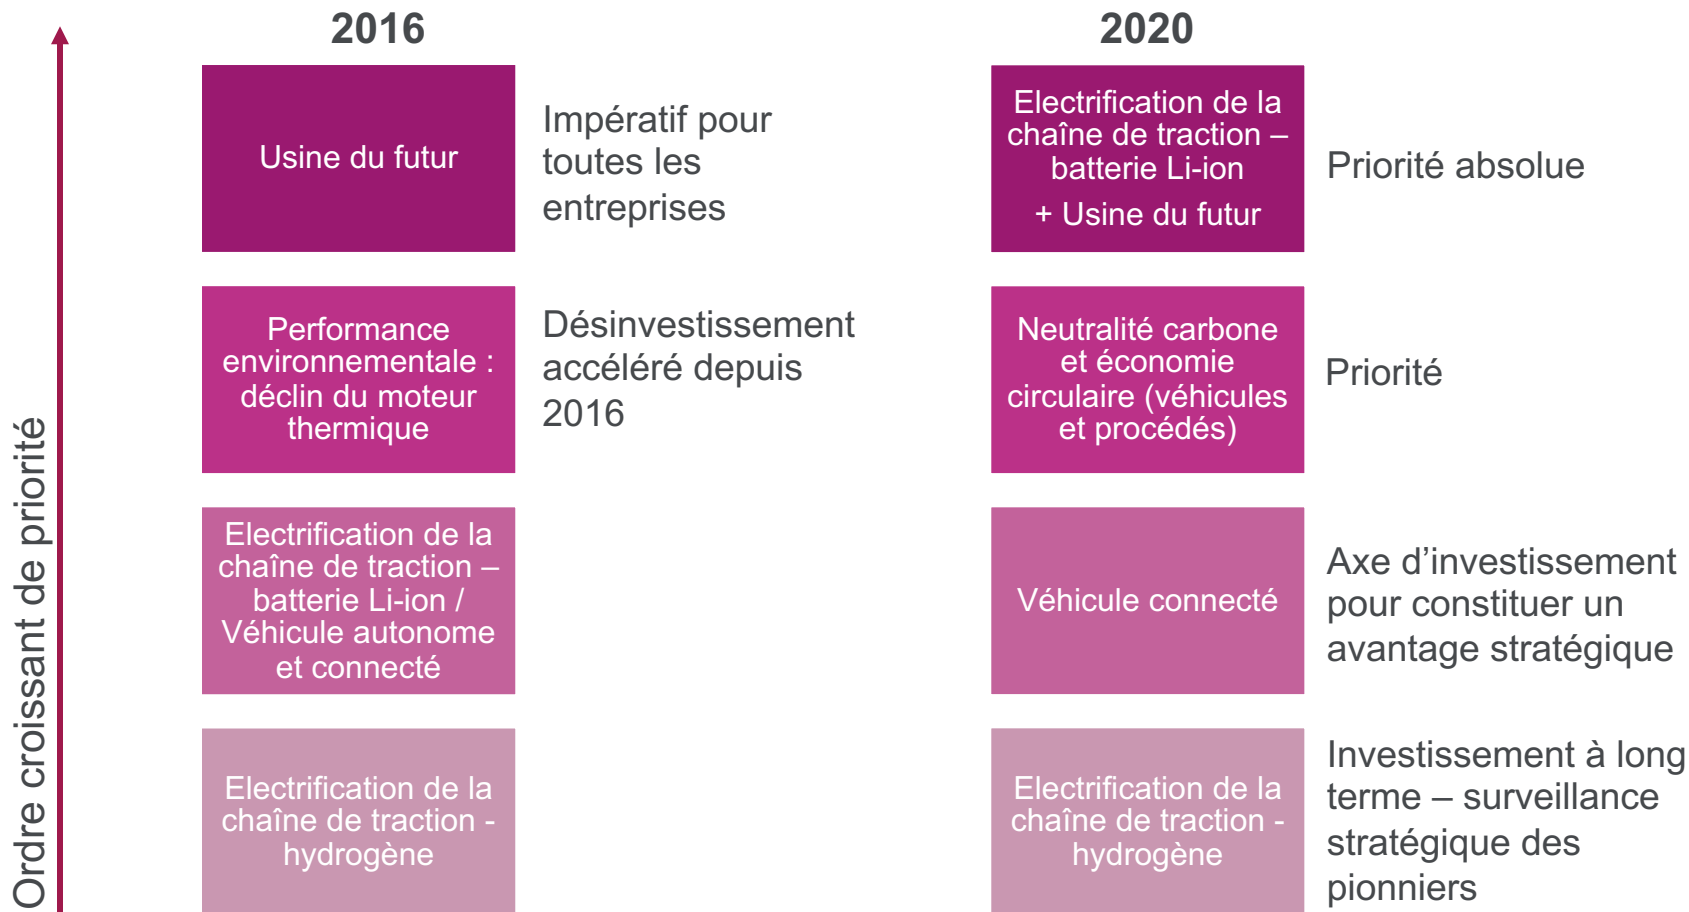 2016
2020
Ordre croissant de priorité
Usine du futur
Impératif pour
toutes les
entreprises
Electrification de la
chaîne de traction –
batterie Li-ion
+ Usine du futur
Priorité absolue
Performance
environnementale :
déclin du moteur
thermique
Désinvestissement
accéléré depuis
2016
Neutralité carbone
et économie
circulaire (véhicules
et procédés)
Priorité
Electrification de la
chaîne de traction –
batterie Li-ion /
Véhicule autonome
et connecté
Véhicule connecté
Axe d’investissement
pour constituer un
avantage stratégique
Electrification de la
chaîne de traction -
hydrogène
Electrification de la
chaîne de traction -
hydrogène
Investissement à long
terme – surveillance
stratégique des
pionniers